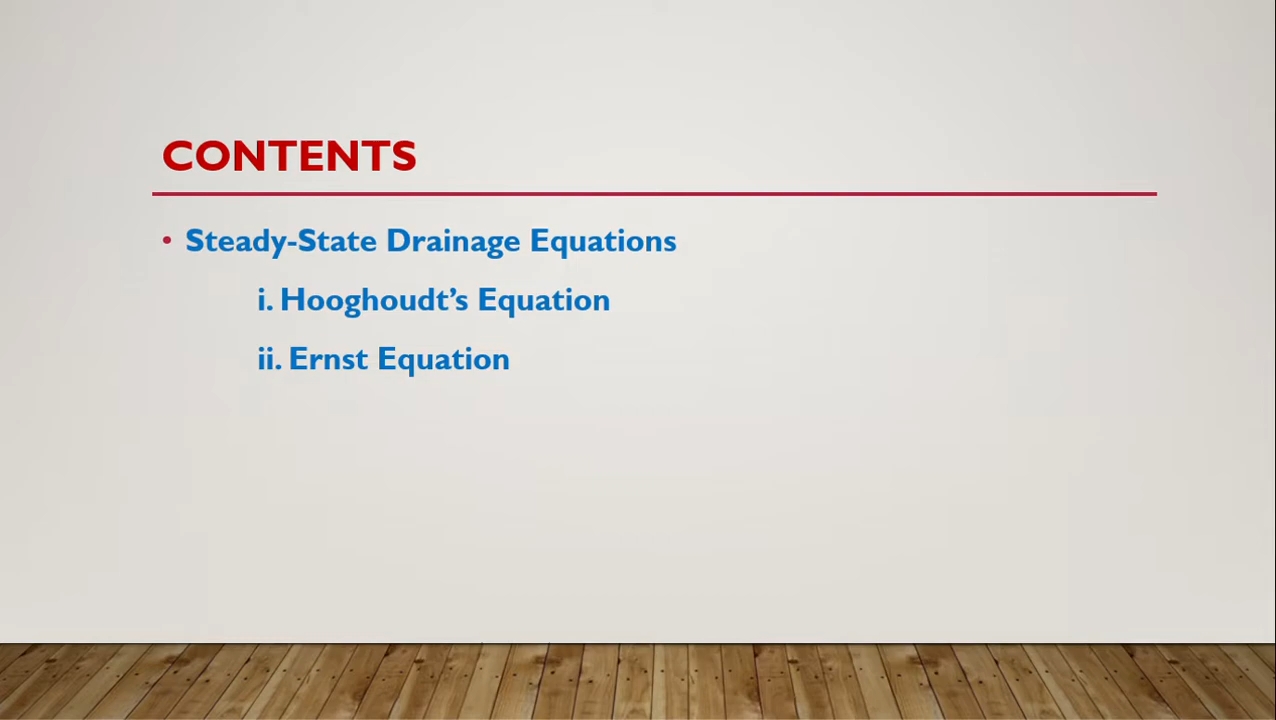 CONTENTS
• Steady-State Drainage Equations
i. Hooghoudt’s Equation
ii. Ernst Equation